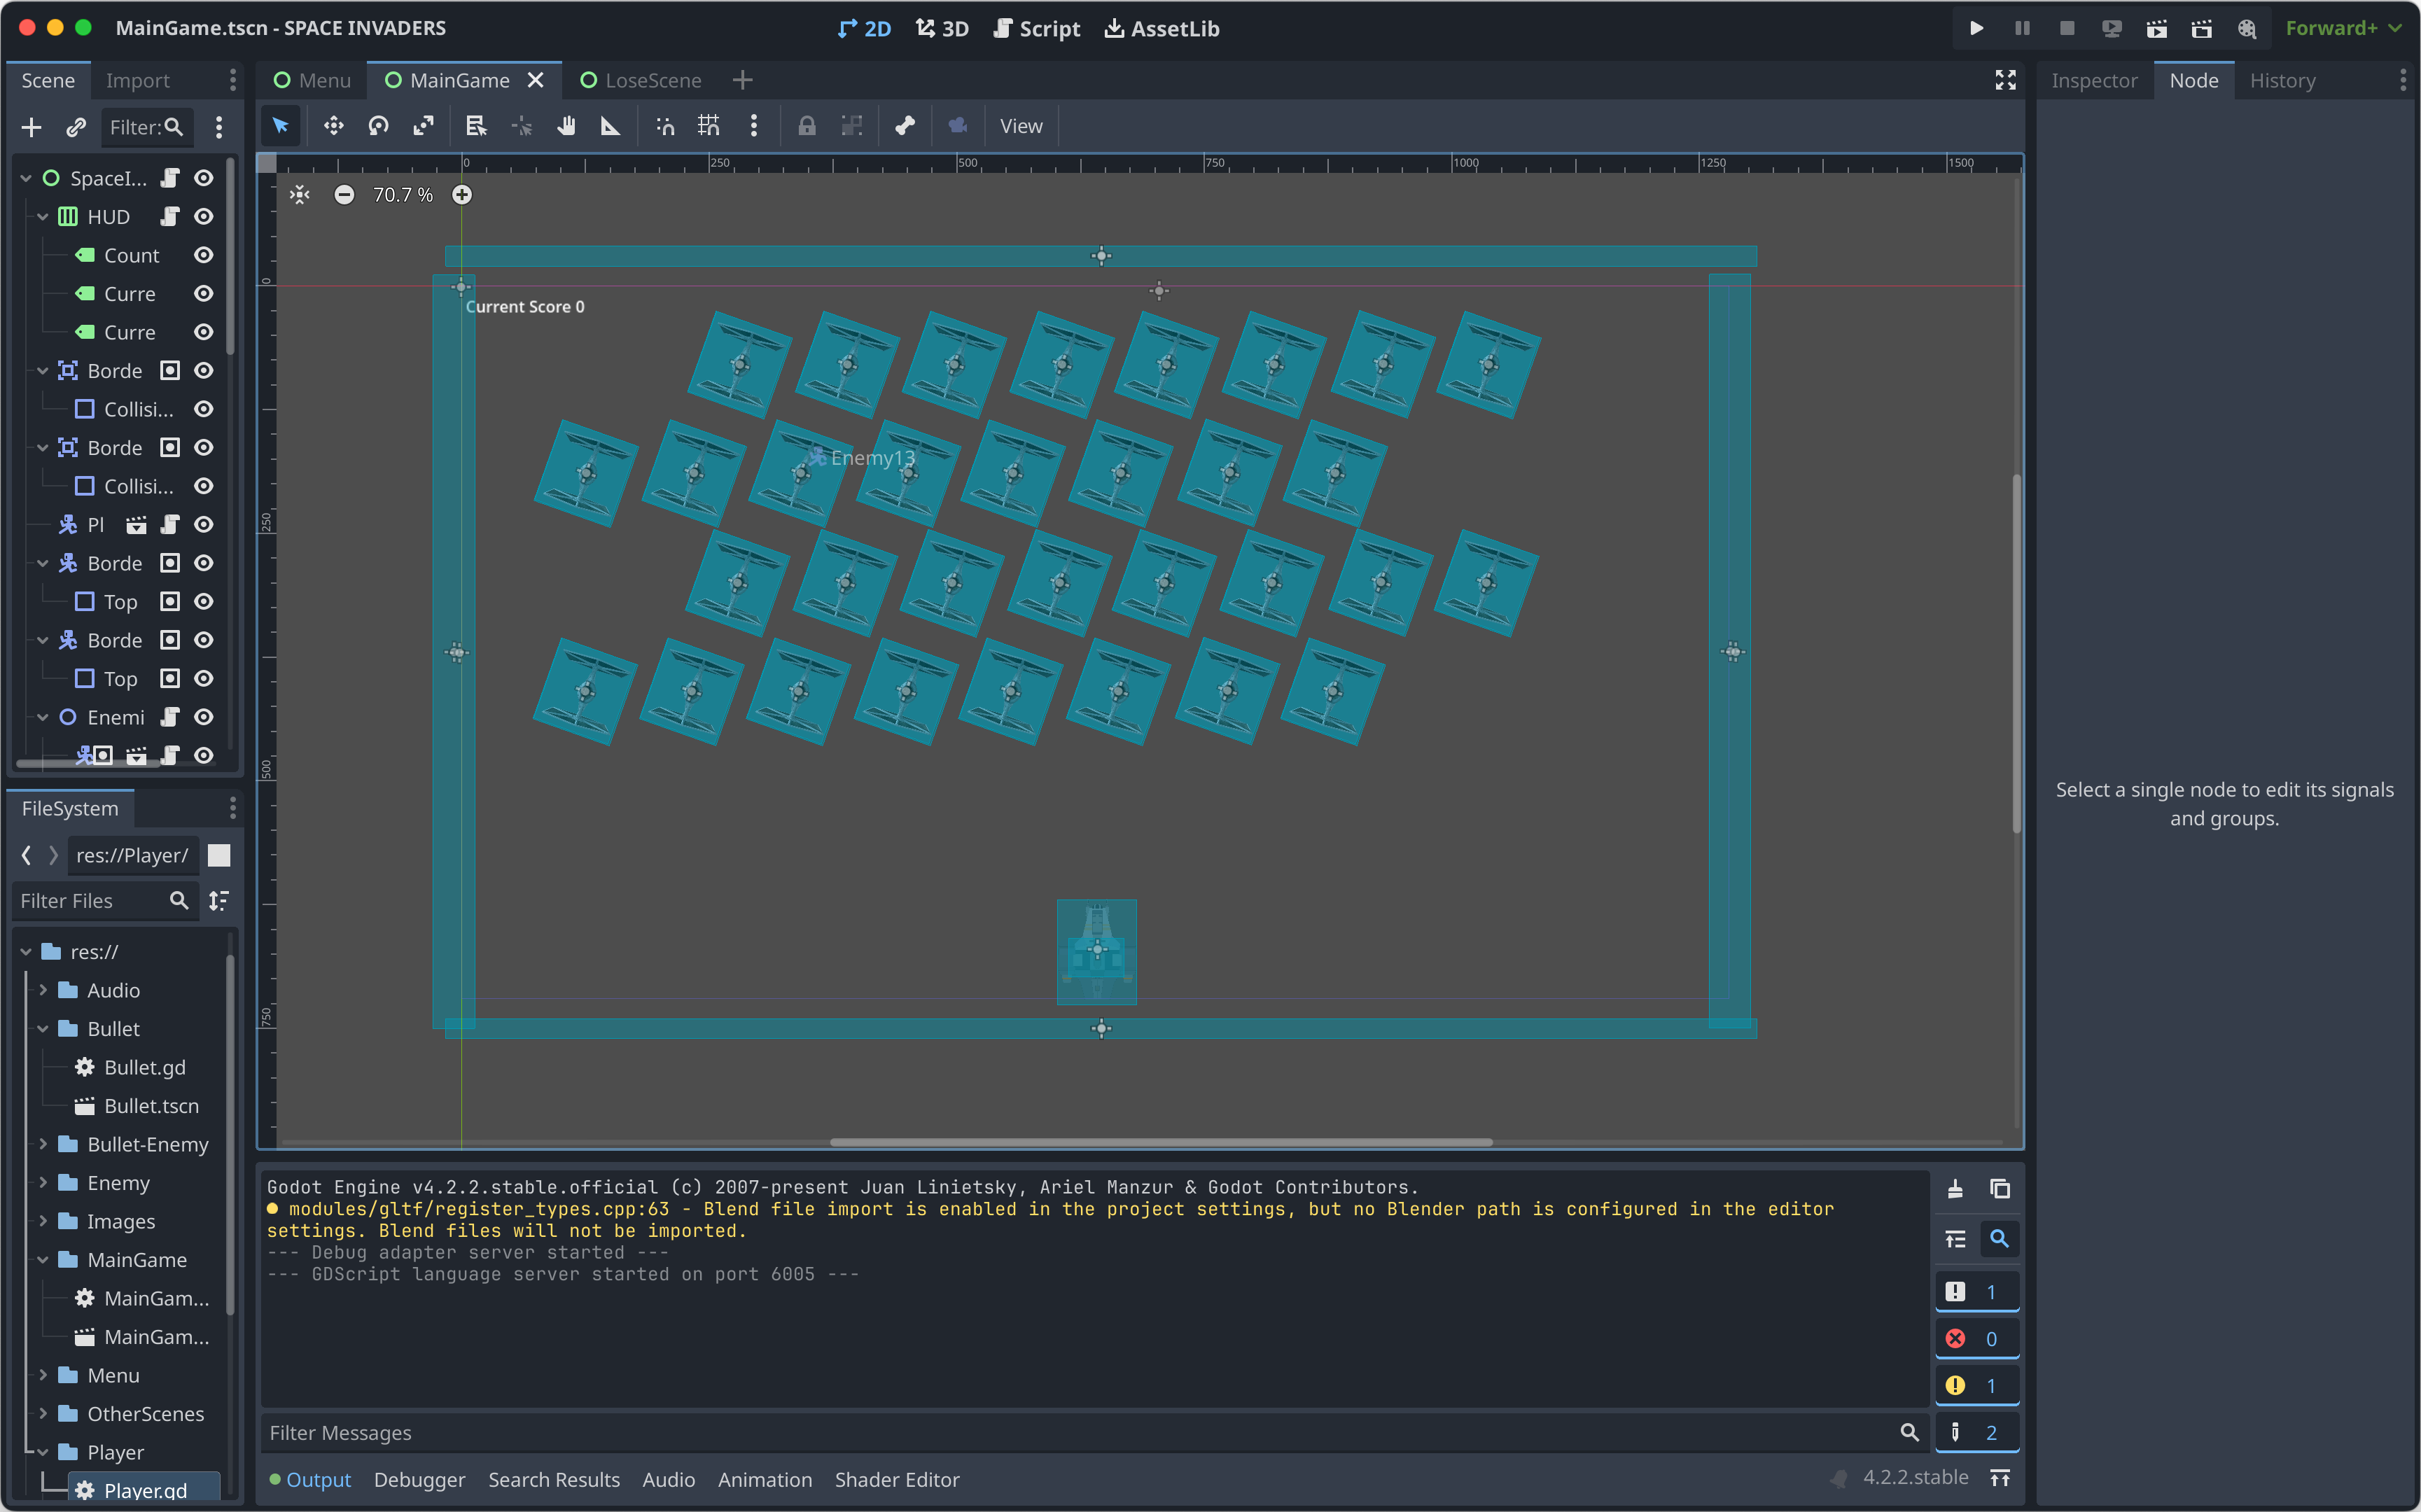 MainGame.tscn - SPACE INVADERS
2D
3D
Script
AssetLib
Forward+
Scene
Import
Menu
MainGame
LoseScene
Inspector
Node
History
Filter:
View
0
250
500
750
1000
1250
1500
70.7 %
SpaceI...
HUD
Count
Curre
Curre
Borde
Collisi...
Borde
Collisi...
Pl
Borde
Top
Borde
Top
Enemi
0
250
500
750
Current Score 0
Enemy13
Select a single node to edit its signals
and groups.
FileSystem
res://Player/
Filter Files
res://
Audio
Bullet
Bullet.gd
Bullet.tscn
Bullet-Enemy
Enemy
Images
MainGame
MainGam...
MainGam...
Menu
OtherScenes
Player
Player.gd
Godot Engine v4.2.2.stable.official (c) 2007-present Juan Linietsky, Ariel Manzur & Godot Contributors.
modules/gltf/register_types.cpp:63 - Blend file import is enabled in the project settings, but no Blender path is configured in the editor
settings. Blend files will not be imported.
--- Debug adapter server started ---
--- GDScript language server started on port 6005 ---
1
0
1
2
Filter Messages
Output
Debugger
Search Results
Audio
Animation
Shader Editor
4.2.2.stable